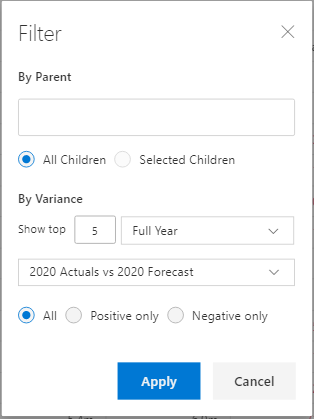 Filter
By Parent
All Children Selected Children
By Variance
Show top 5 Full Year
2020 Actuals vs 2020 Forecast
All Positive only Negative only
Apply Cancel